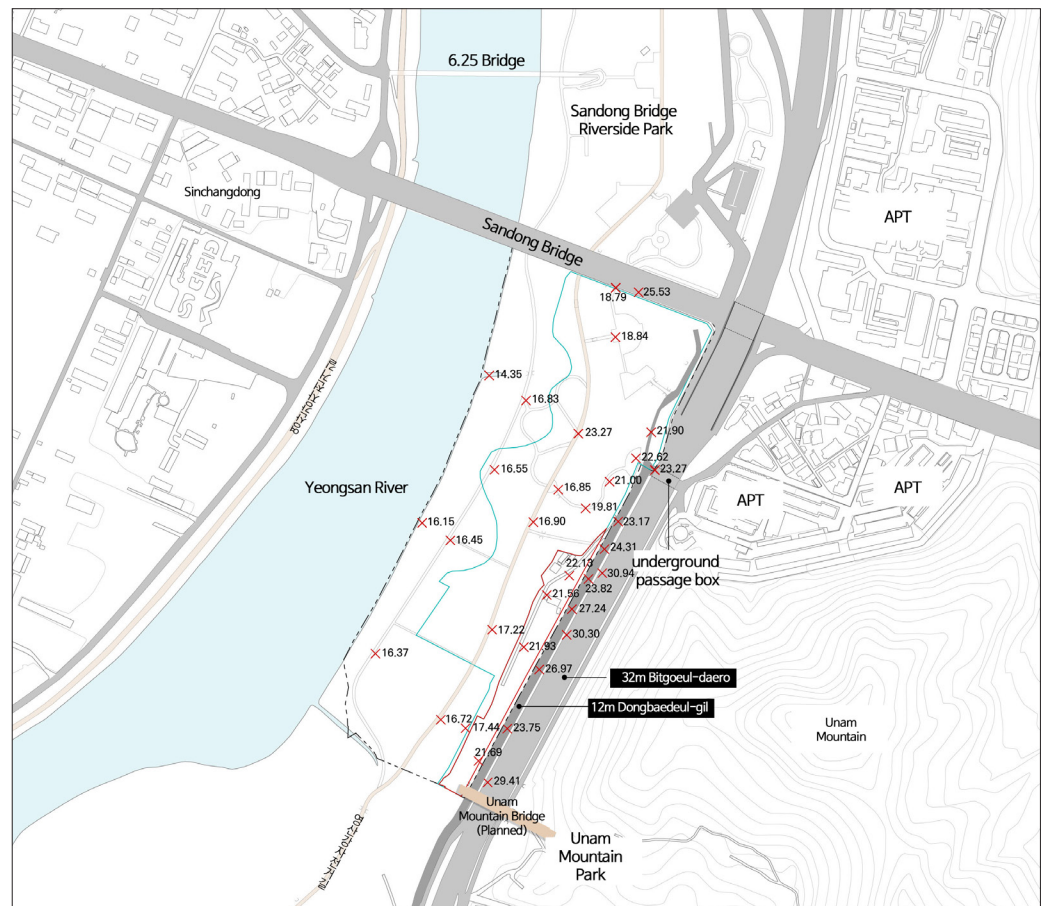 6.25 Bridge
Sandong Bridge
Riverside Park
Sinchangdong
APT
Sandong Bridge
25.53
18.79
18.84
14.35
16.83
23.27
21.90
22.62
23.27
16.55
21.00
Yeongsan River
16.85
APT
APT
19.81
16.15
16.90
23.17
16.45
24.31
underground
passage box
22.13
30.94
23.82
21.56
27.24
17.22
30.30
21.93
16.37
26.97
32m Bitgoeul-daero
12m Dongbaedeul-gil
16.72
17.44
23.75
Unam
Mountain
21.69
29.41
Unam
Mountain Bridge
(Planned)
Unam
Mountain
Park